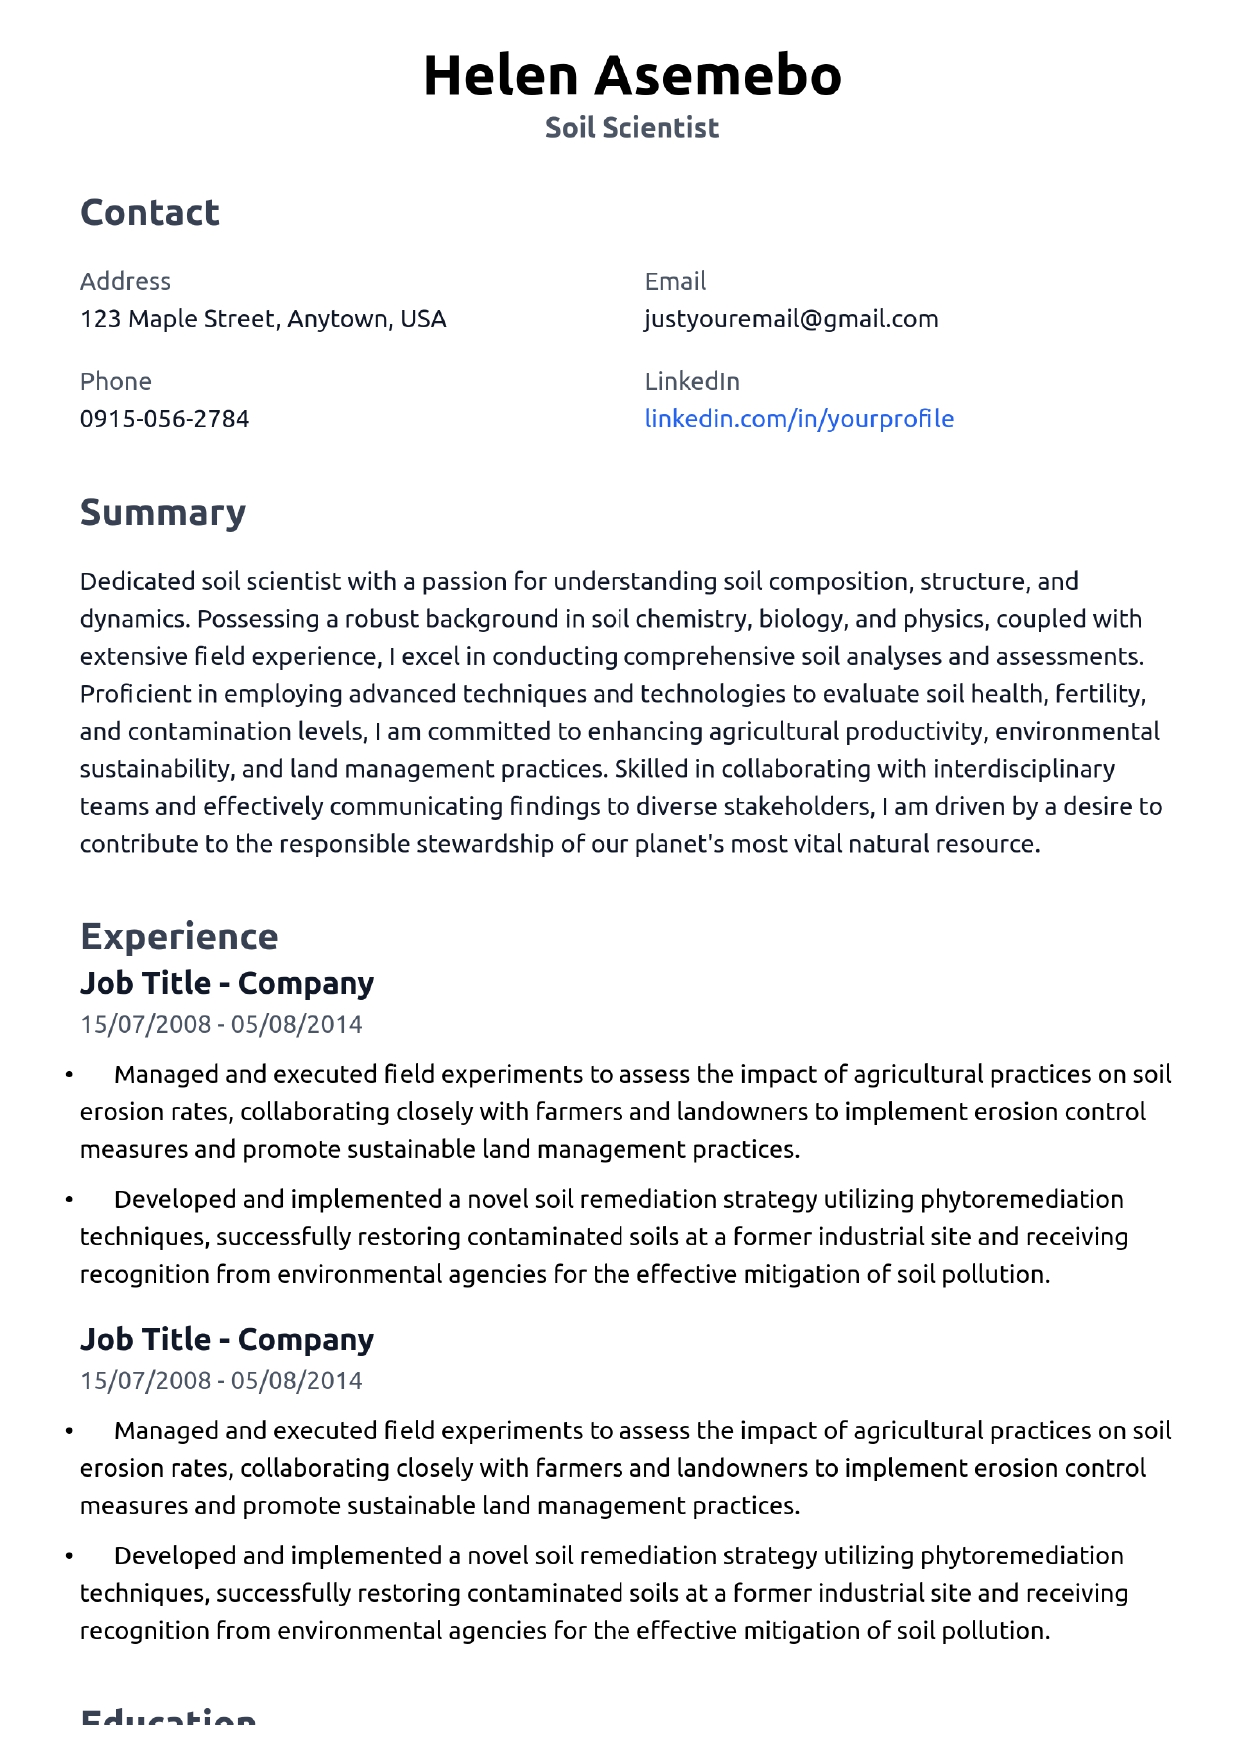 Helen Asemebo
Soil Scientist
Contact
Address
123 Maple Street, Anytown, USA
Email
justyouremail@gmail.com
Phone
0915-056-2784
LinkedIn
linkedin.com/in/yourprofile
Summary
Dedicated soil scientist with a passion for understanding soil composition, structure, and
dynamics. Possessing a robust background in soil chemistry, biology, and physics, coupled with
extensive field experience, I excel in conducting comprehensive soil analyses and assessments.
Proficient in employing advanced techniques and technologies to evaluate soil health, fertility,
and contamination levels, I am committed to enhancing agricultural productivity, environmental
sustainability, and land management practices. Skilled in collaborating with interdisciplinary
teams and effectively communicating findings to diverse stakeholders, I am driven by a desire to
contribute to the responsible stewardship of our planet's most vital natural resource.
Experience
Job Title - Company
15/07/2008 - 05/08/2014
• Managed and executed field experiments to assess the impact of agricultural practices on soil
erosion rates, collaborating closely with farmers and landowners to implement erosion control
measures and promote sustainable land management practices.
• Developed and implemented a novel soil remediation strategy utilizing phytoremediation
techniques, successfully restoring contaminated soils at a former industrial site and receiving
recognition from environmental agencies for the effective mitigation of soil pollution.
Job Title - Company
15/07/2008 - 05/08/2014
• Managed and executed field experiments to assess the impact of agricultural practices on soil
erosion rates, collaborating closely with farmers and landowners to implement erosion control
measures and promote sustainable land management practices.
• Developed and implemented a novel soil remediation strategy utilizing phytoremediation
techniques, successfully restoring contaminated soils at a former industrial site and receiving
recognition from environmental agencies for the effective mitigation of soil pollution.
Education